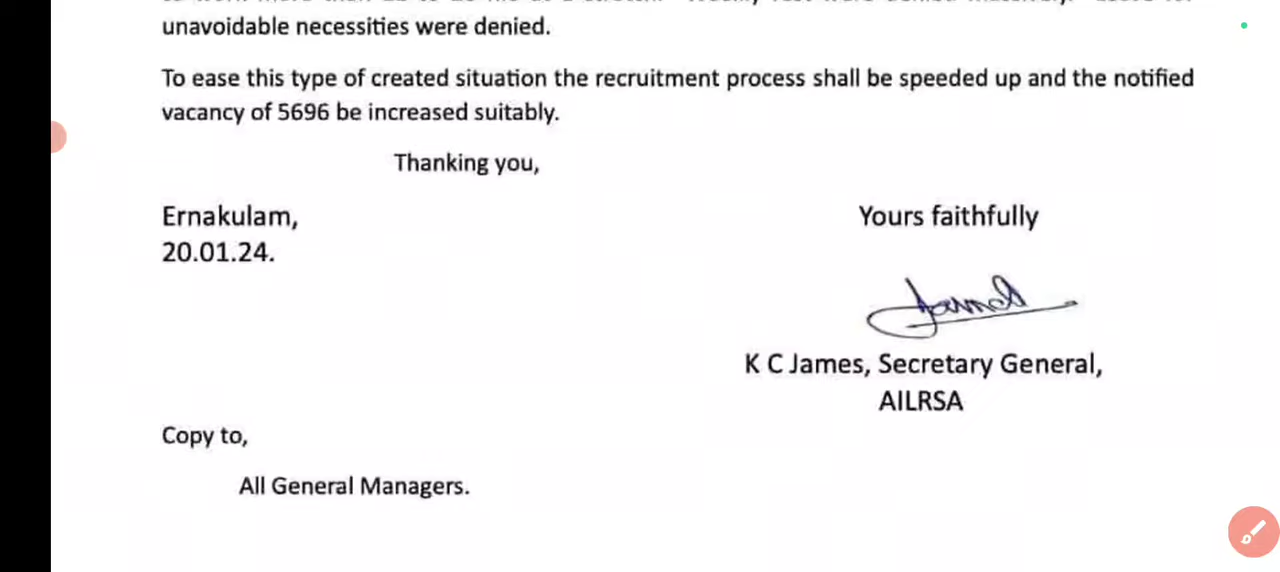 unavoidable necessities were denied.
To ease this type of created situation the recruitment process shall be speeded up and the notified
vacancy of 5696 be increased suitably.
Thanking you,
Ernakulam,
Yours faithfully
20.01.24.
James
K C James, Secretary General,
AILRSA
Copy to,
All General Managers.